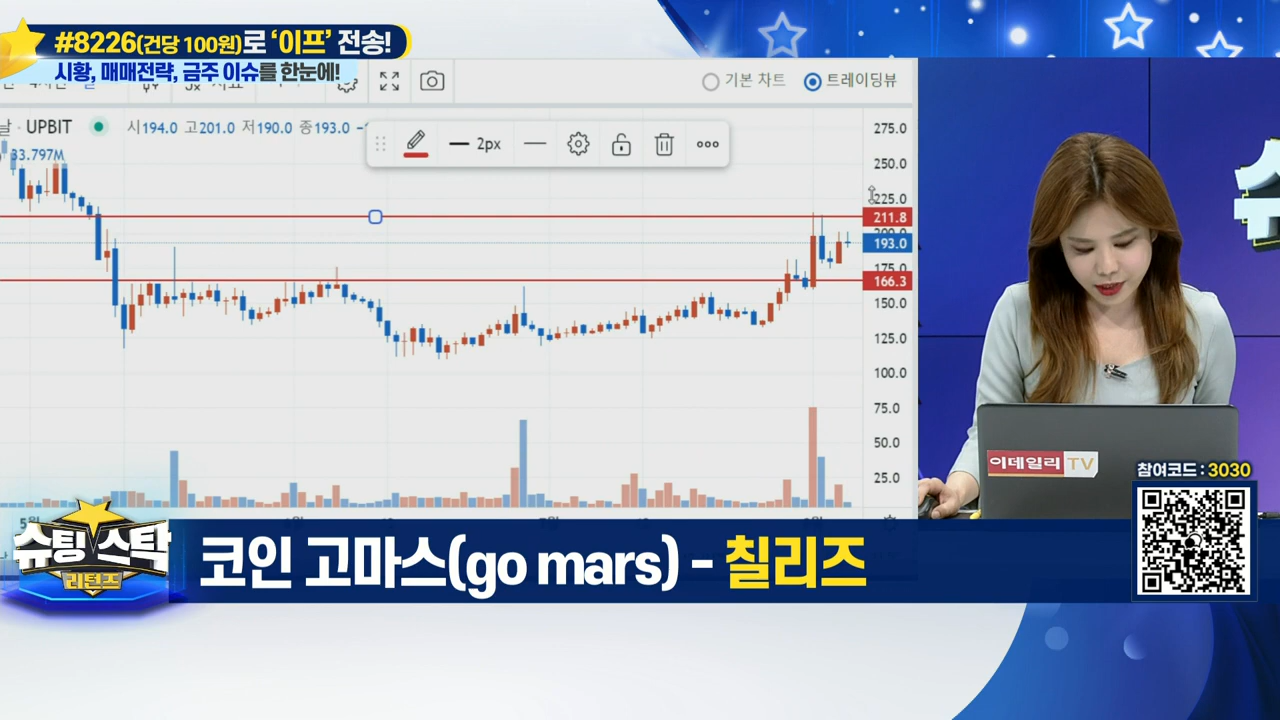 #8226(건당 100원)로 '이프' 전송!
시황, 매매전략, 금주 이슈를 한눈에!
기본 차트
트레이딩뷰
날 · UPBIT
시194.0 고201.0 저190.0 종193.0
33.797M
2px
275.0
250.0
225.0
211.8
193.0
175.0
166.3
150.0
125.0
100.0
75.0
50.0
25.0
이데일리TV
참여코드 : 3030
슈팅 스탁
리턴즈
코인 고마스(go mars) - 칠리즈